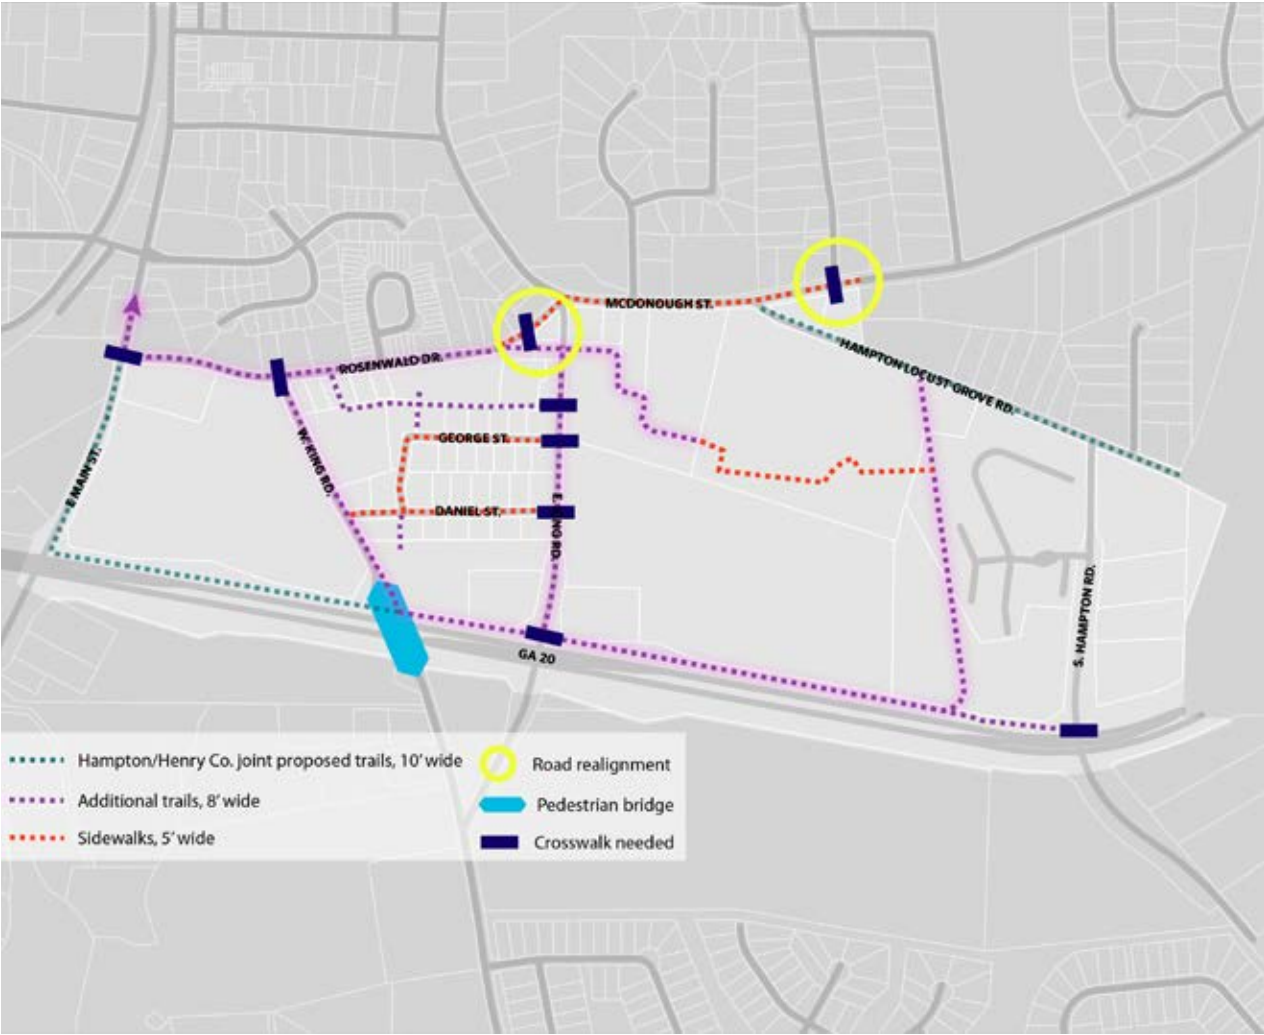 MCDONOUGH ST.
HAMPTON LOCUST GROVE RD.
ROSENWALD DR.
W. KING RD.
GEORGE ST.
E MAIN ST.
DANIEL ST.
E. KING RD.
S. HAMPTON RD.
GA 20
Hampton/Henry Co. joint proposed trails, 10' wide
Additional trails, 8' wide
Sidewalks, 5' wide
Road realignment
Pedestrian bridge
Crosswalk needed